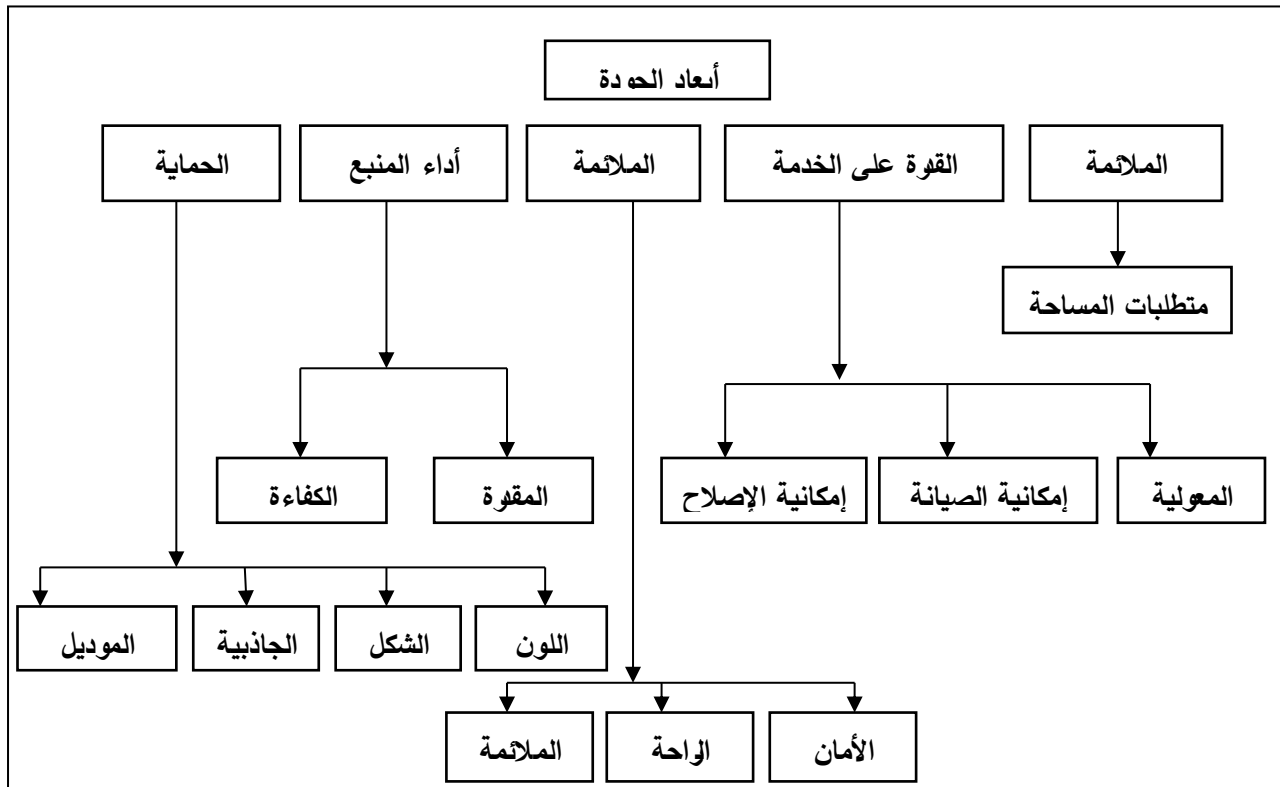 أبعاد الجودة
الملائمة
القدرة على الخدمة
الملائمة
أداء المنبع
الحماية
متطلبات المساحة
المعولية
إمكانية الصيانة
إمكانية الإصلاح
المقدرة
الكفاءة
اللون
الشكل
الجاذبية
الموديل
الأمان
الراحة
الملائمة